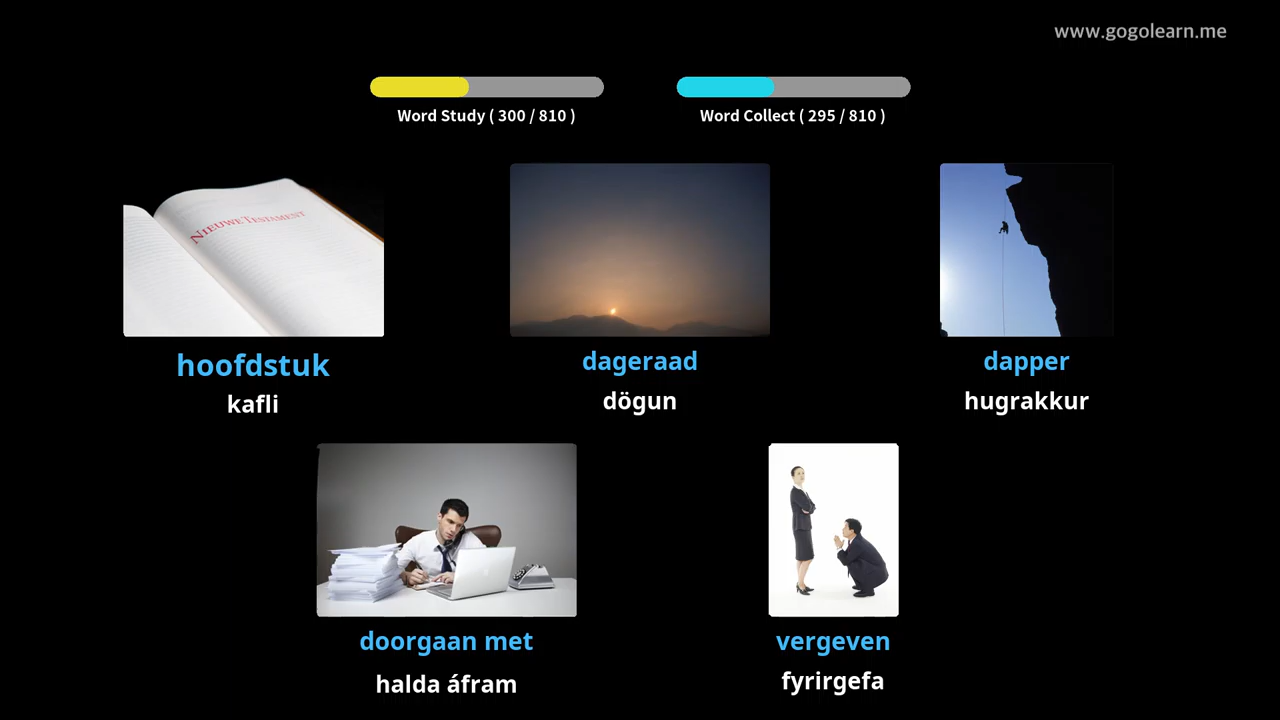 www.gogolearn.me
Word Study ( 300 / 810 )
Word Collect ( 295 / 810 )
NIEUWE TESTAMENT
hoofdstuk
kafli
dageraad
dögun
dapper
hugrakkur
doorgaan met
halda áfram
vergeven
fyrirgefa